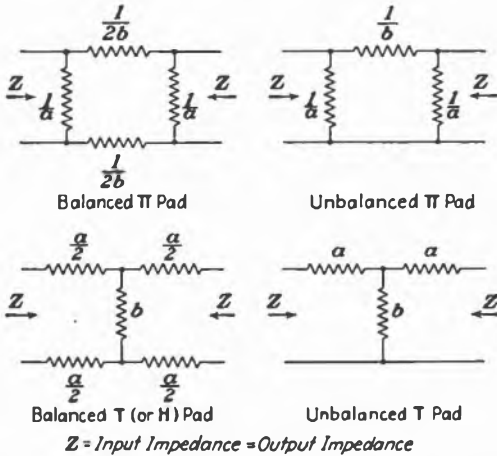 1/2b
1/b
Z
1/a
1/a
Z
Z
1/a
1/a
Z
1/2b
Balanced Π Pad
Unbalanced Π Pad
a/2
a/2
a
a
Z
b
Z
Z
b
Z
a/2
a/2
Balanced T (or H) Pad
Unbalanced T Pad
Z = Input Impedance = Output Impedance